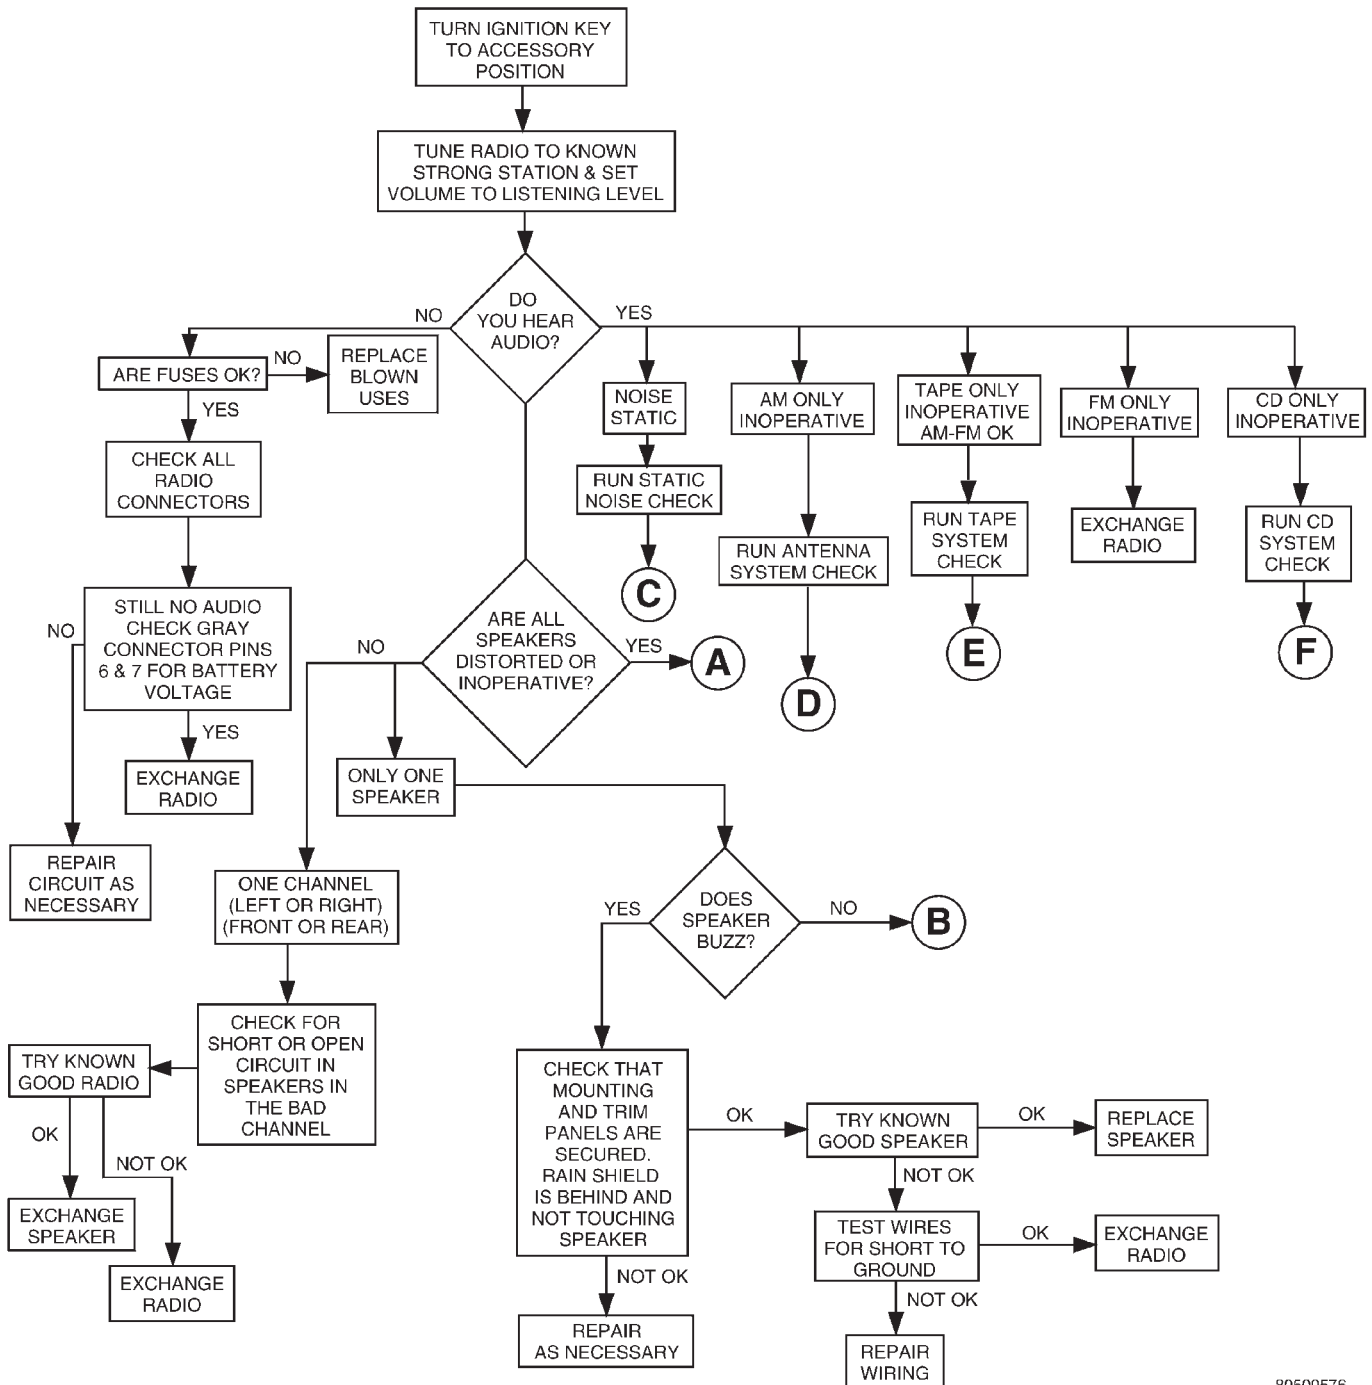 TURN IGNITION KEY
TO ACCESSORY
POSITION
TUNE RADIO TO KNOWN
STRONG STATION & SET
VOLUME TO LISTENING LEVEL
DO
YOU HEAR
AUDIO?
NO
YES
ARE FUSES OK?
NO
REPLACE
BLOWN
USES
YES
CHECK ALL
RADIO
CONNECTORS
STILL NO AUDIO
CHECK GRAY
CONNECTOR PINS
6 & 7 FOR BATTERY
VOLTAGE
NO
YES
EXCHANGE
RADIO
REPAIR
CIRCUIT AS
NECESSARY
NOISE
STATIC
RUN STATIC
NOISE CHECK
C
AM ONLY
INOPERATIVE
RUN ANTENNA
SYSTEM CHECK
D
TAPE ONLY
INOPERATIVE
AM-FM OK
RUN TAPE
SYSTEM
CHECK
E
FM ONLY
INOPERATIVE
EXCHANGE
RADIO
CD ONLY
INOPERATIVE
RUN CD
SYSTEM
CHECK
F
ARE ALL
SPEAKERS
DISTORTED OR
INOPERATIVE?
YES
A
NO
ONLY ONE
SPEAKER
ONE CHANNEL
(LEFT OR RIGHT)
(FRONT OR REAR)
CHECK FOR
SHORT OR OPEN
CIRCUIT IN
SPEAKERS IN
THE BAD
CHANNEL
TRY KNOWN
GOOD RADIO
OK
NOT OK
EXCHANGE
SPEAKER
EXCHANGE
RADIO
DOES
SPEAKER
BUZZ?
YES
NO
B
CHECK THAT
MOUNTING
AND TRIM
PANELS ARE
SECURED.
RAIN SHIELD
IS BEHIND AND
NOT TOUCHING
SPEAKER
OK
NOT OK
REPAIR
AS NECESSARY
TRY KNOWN
GOOD SPEAKER
OK
REPLACE
SPEAKER
NOT OK
TEST WIRES
FOR SHORT TO
GROUND
OK
EXCHANGE
RADIO
NOT OK
REPAIR
WIRING